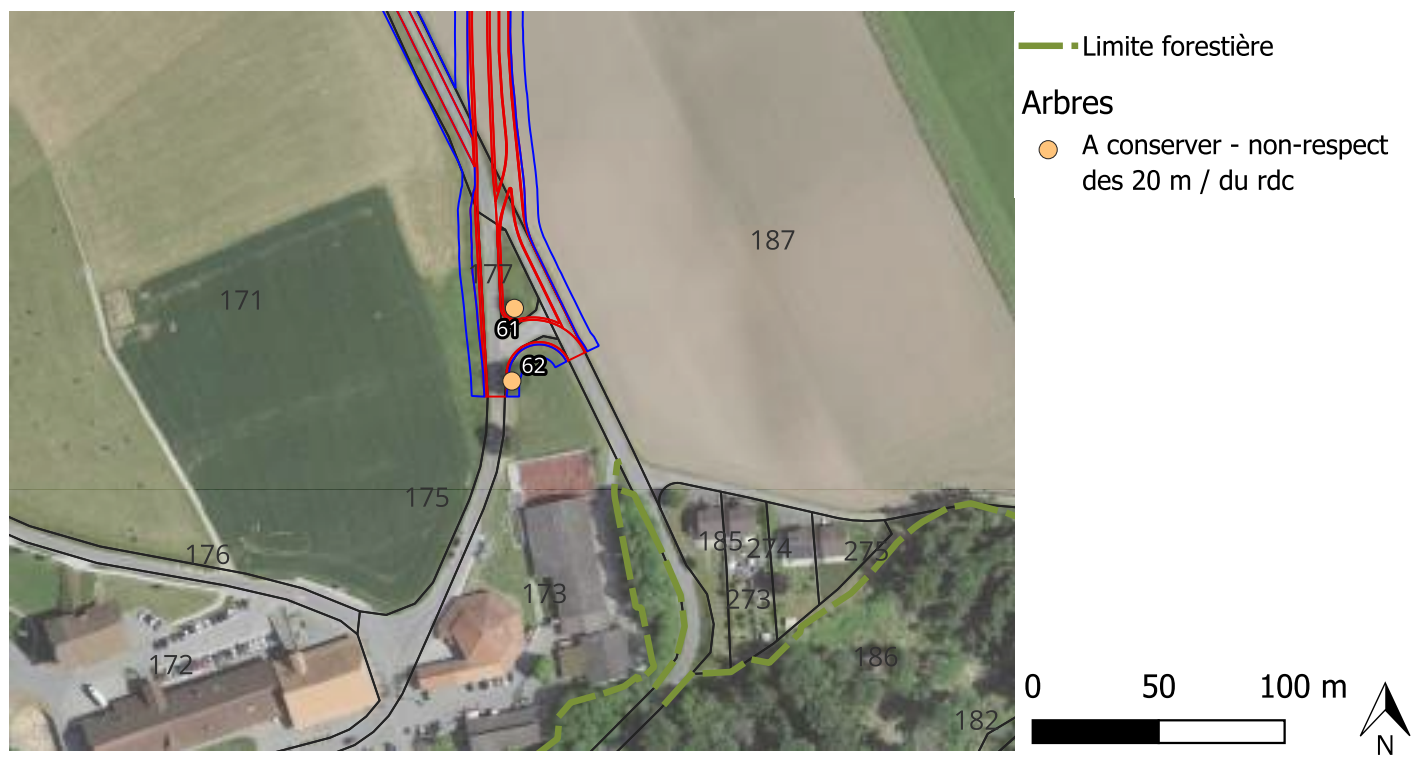 Limite forestière
Arbres
A conserver - non-respect
des 20 m / du rdc
187
177
171
61
62
175
176
185
274
275
173
273
172
186
182
0 50 100 m
N